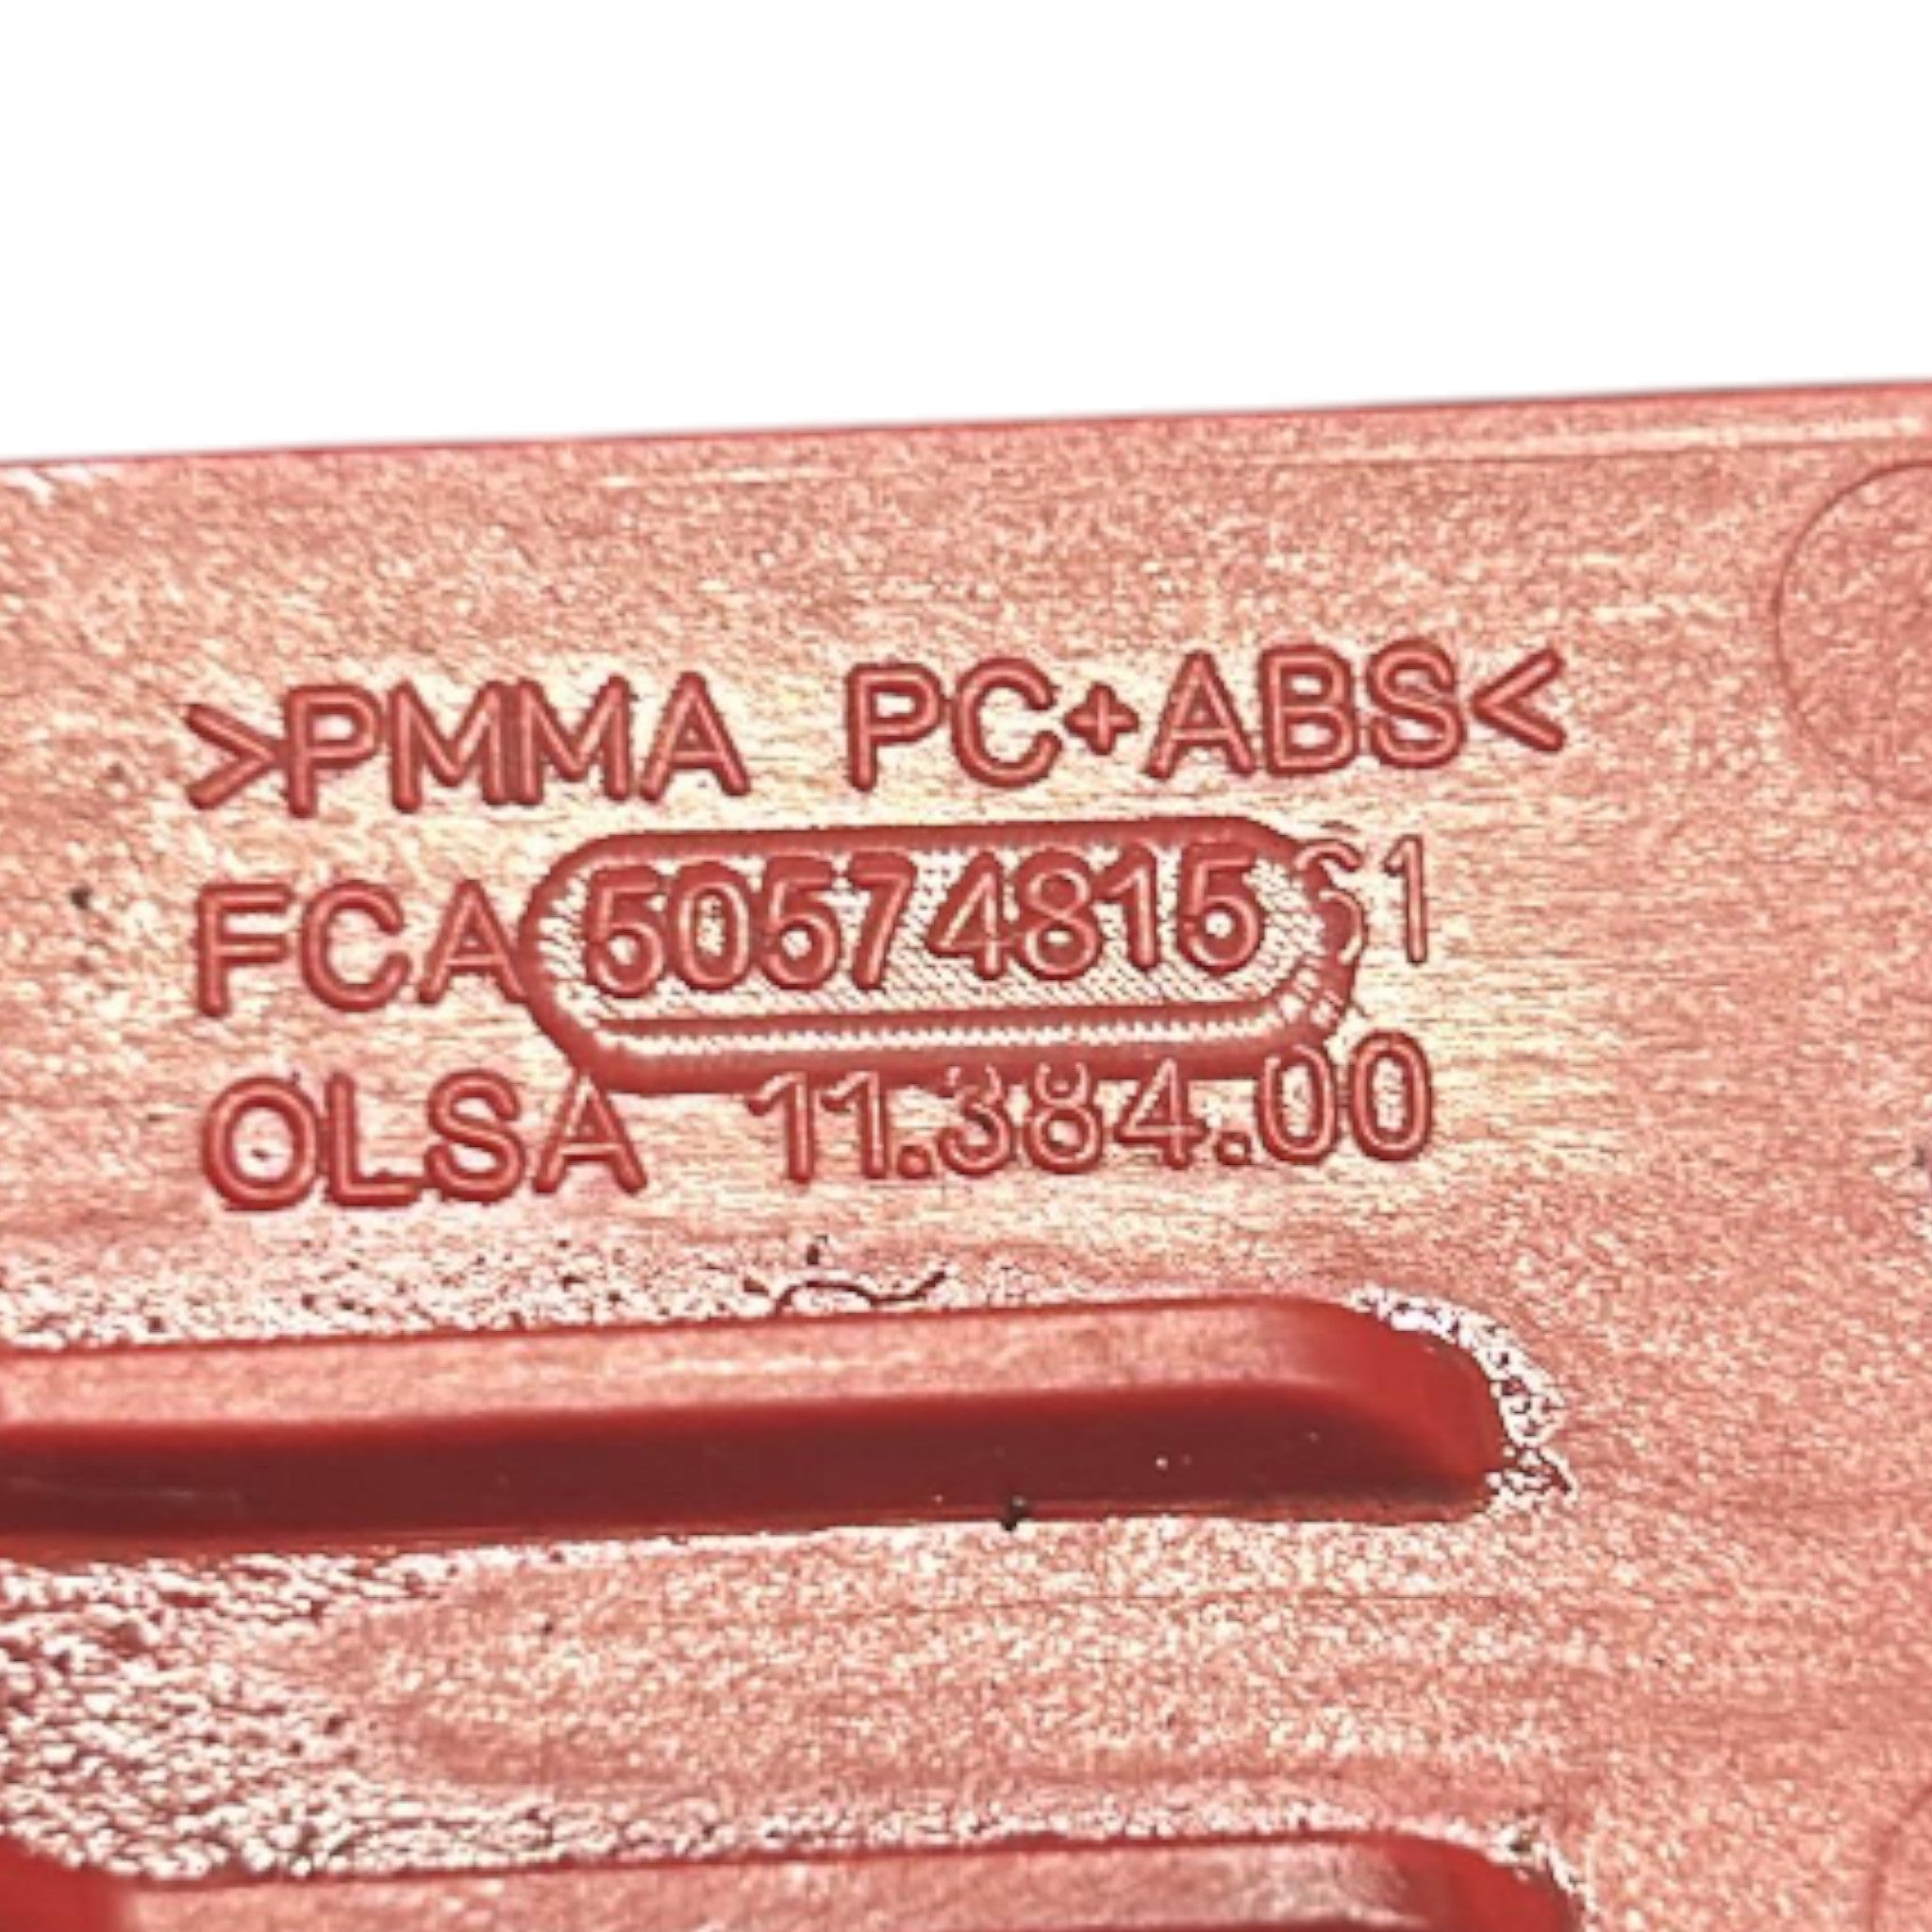 >PMMA PC+ABS<
FCA 50574815
OLSA 11.384.00